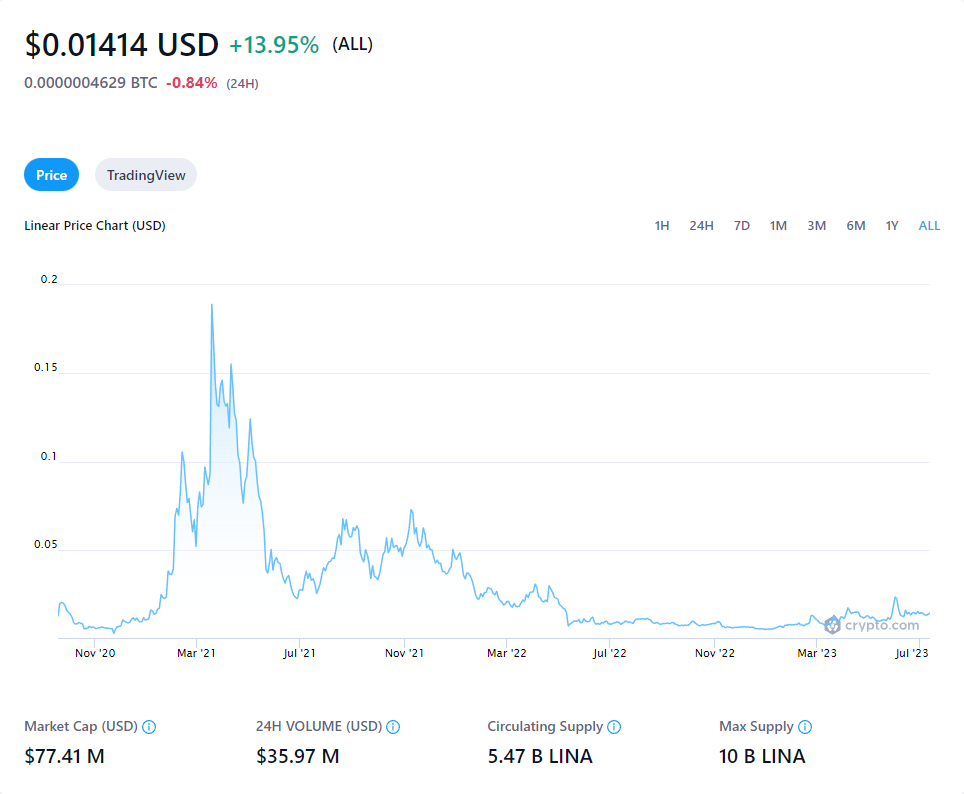 $0.01414 USD +13.95% (ALL)
0.0000004629 BTC -0.84% (24H)
Price TradingView
Linear Price Chart (USD) 1H 24H 7D 1M 3M 6M 1Y ALL
0.2
0.15
0.1
0.05
crypto.com
Nov '20 Mar '21 Jul '21 Nov '21 Mar '22 Jul '22 Nov '22 Mar '23 Jul '23
Market Cap (USD) 24H VOLUME (USD) Circulating Supply Max Supply
$77.41 M $35.97 M 5.47 B LINA 10 B LINA